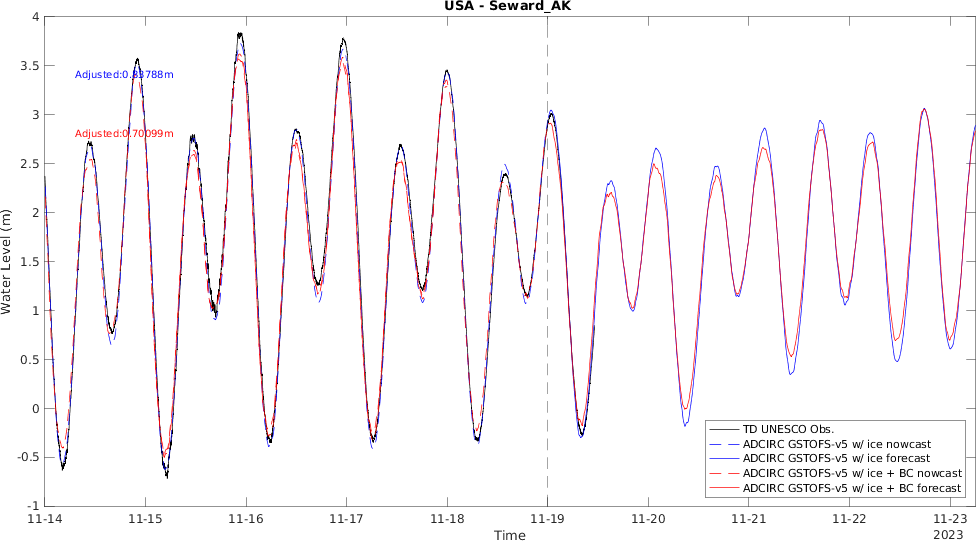 USA - Seward_AK
4
3.5
3
2.5
2
1.5
1
0.5
0
-0.5
-1
Water Level (m)
Adjusted:0.83788m
Adjusted:0.70099m
TD UNESCO Obs.
ADCIRC GSTOFS-v5 w/ ice nowcast
ADCIRC GSTOFS-v5 w/ ice forecast
ADCIRC GSTOFS-v5 w/ ice + BC nowcast
ADCIRC GSTOFS-v5 w/ ice + BC forecast
11-14 11-15 11-16 11-17 11-18 11-19 11-20 11-21 11-22 11-23
Time
2023